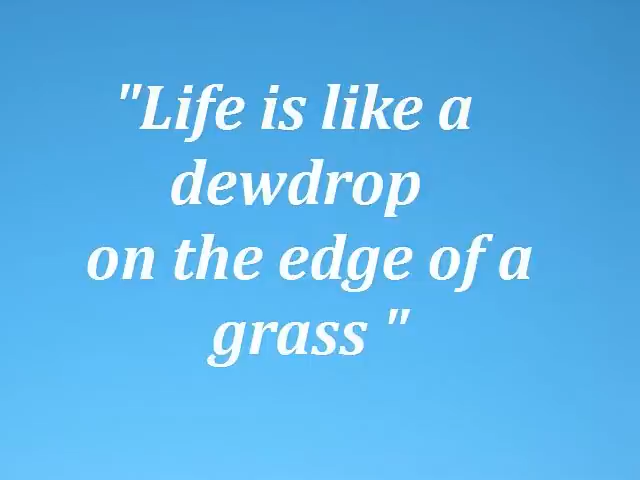 "Life is like a
dewdrop
on the edge of a
grass "